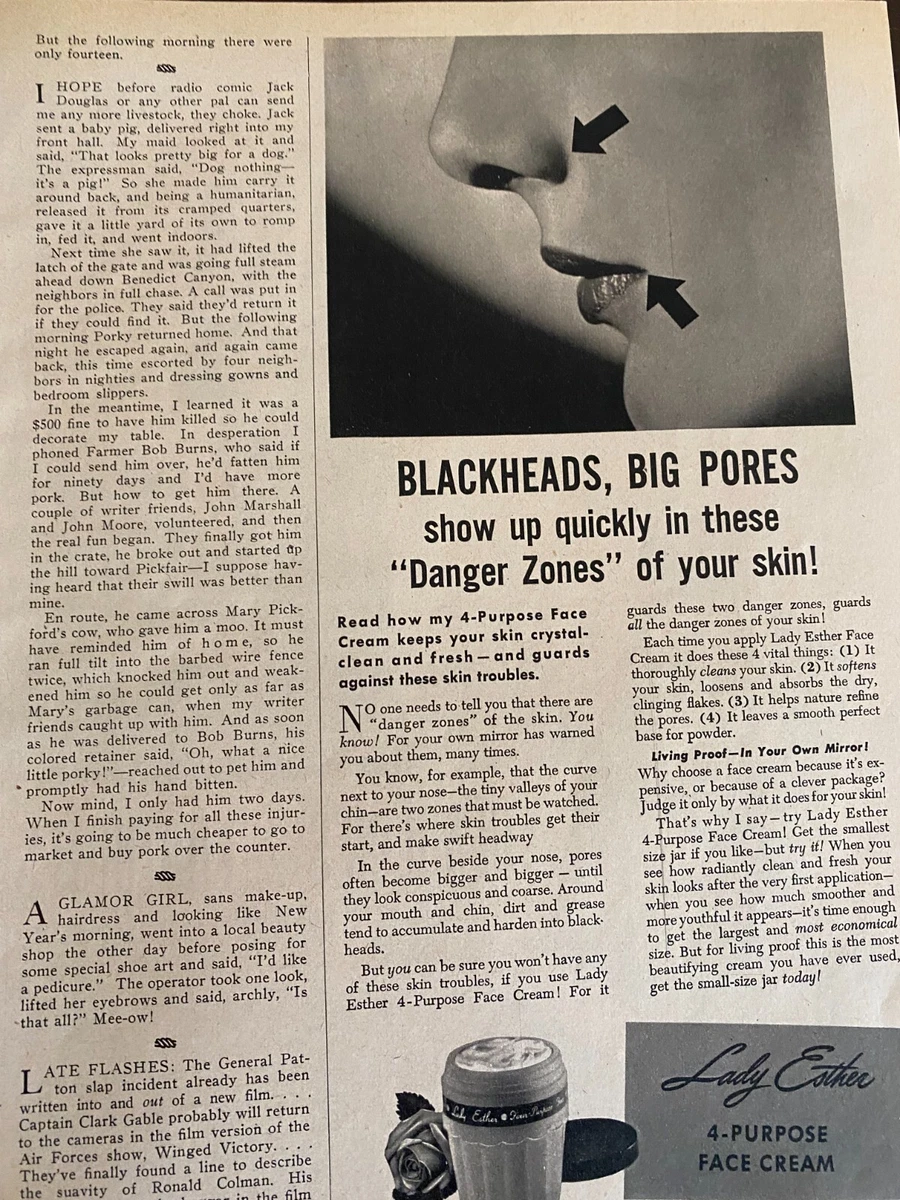 But the following morning there were
only fourteen.
I HOPE before radio comic Jack
Douglas or any other pal can send
me any more livestock, they choke. Jack
sent a baby pig, delivered right into my
front hall. My maid looked at it and
said, "That looks pretty big for a dog."
The expressman said, "Dog nothing—
it's a pig!" So she made him carry it
around back, and being a humanitarian,
released it from its cramped quarters,
gave it a little yard of its own to romp
in, fed it, and went indoors.
Next time she saw it, it had lifted the
latch of the gate and was going full steam
ahead down Benedict Canyon, with the
neighbors in full chase. A call was put in
for the police. They said they'd return it
if they could find it. But the following
morning Porky returned home. And that
night he escaped again, and again came
back, this time escorted by four neigh-
bors in nighties and dressing gowns and
bedroom slippers.
In the meantime, I learned it was a
$500 fine to have him killed so he could
decorate my table. In desperation I
phoned Farmer Bob Burns, who said if
I could send him over, he'd fatten him
for ninety days and I'd have more
pork. But how to get him there. A
couple of writer friends, John Marshall
and John Moore, volunteered, and then
the real fun began. They finally got him
in the crate, he broke out and started up
the hill toward Pickfair—I suppose hav-
ing heard that their swill was better than
mine.
En route, he came across Mary Pick-
ford's cow, who gave him a moo. It must
have reminded him of home, so he
ran full tilt into the barbed wire fence
twice, which knocked him out and weak-
ened him so he could get only as far as
Mary's garbage can, when my writer
friends caught up with him. And as soon
as he was delivered to Bob Burns, his
colored retainer said, "Oh, what a nice
little porky!"—reached out to pet him and
promptly had his hand bitten.
Now mind, I only had him two days.
When I finish paying for all these injur-
ies, it's going to be much cheaper to go to
market and buy pork over the counter.
A GLAMOR GIRL, sans make-up,
hairdress and looking like New
Year's morning, went into a local beauty
shop the other day before posing for
some special shoe art and said, "I'd like
a pedicure." The operator took one look,
lifted her eyebrows and said, archly, "Is
that all?" Mee-ow!
LATE FLASHES: The General Pat-
ton slap incident already has been
written into and out of a new film. . . .
Captain Clark Gable probably will return
to the cameras in the film version of the
Air Forces show, Winged Victory. . . .
They've finally found a line to describe
the suavity of Ronald Colman. His
in the film
BLACKHEADS, BIG PORES
show up quickly in these
"Danger Zones" of your skin!
Read how my 4-Purpose Face
Cream keeps your skin crystal-
clean and fresh—and guards
against these skin troubles.
NO one needs to tell you that there are
"danger zones" of the skin. You
know! For your own mirror has warned
you about them, many times.
You know, for example, that the curve
next to your nose—the tiny valleys of your
chin—are two zones that must be watched.
For there's where skin troubles get their
start, and make swift headway
In the curve beside your nose, pores
often become bigger and bigger—until
they look conspicuous and coarse. Around
your mouth and chin, dirt and grease
tend to accumulate and harden into black-
heads.
But you can be sure you won't have any
of these skin troubles, if you use Lady
Esther 4-Purpose Face Cream! For it
guards these two danger zones, guards
all the danger zones of your skin!
Each time you apply Lady Esther Face
Cream it does these 4 vital things: (1) It
thoroughly cleans your skin. (2) It softens
your skin, loosens and absorbs the dry,
clinging flakes. (3) It helps nature refine
the pores. (4) It leaves a smooth perfect
base for powder.
Living Proof—In Your Own Mirror!
Why choose a face cream because it's ex-
pensive, or because of a clever package?
Judge it only by what it does for your skin!
That's why I say—try Lady Esther
4-Purpose Face Cream! Get the smallest
size jar if you like—but try it! When you
see how radiantly clean and fresh your
skin looks after the very first application—
when you see how much smoother and
more youthful it appears—it's time enough
to get the largest and most economical
size. But for living proof this is the most
beautifying cream you have ever used,
get the small-size jar today!
Lady Esther Four-Purpose
Lady Esther
4-PURPOSE
FACE CREAM